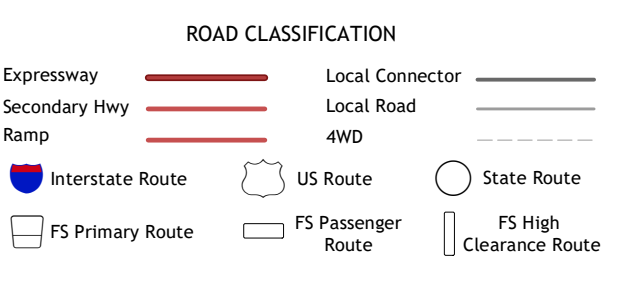 ROAD CLASSIFICATION
Expressway
Local Connector
Secondary Hwy
Local Road
Ramp
4WD
Interstate Route
US Route
State Route
FS Primary Route
FS Passenger
Route
FS High
Clearance Route